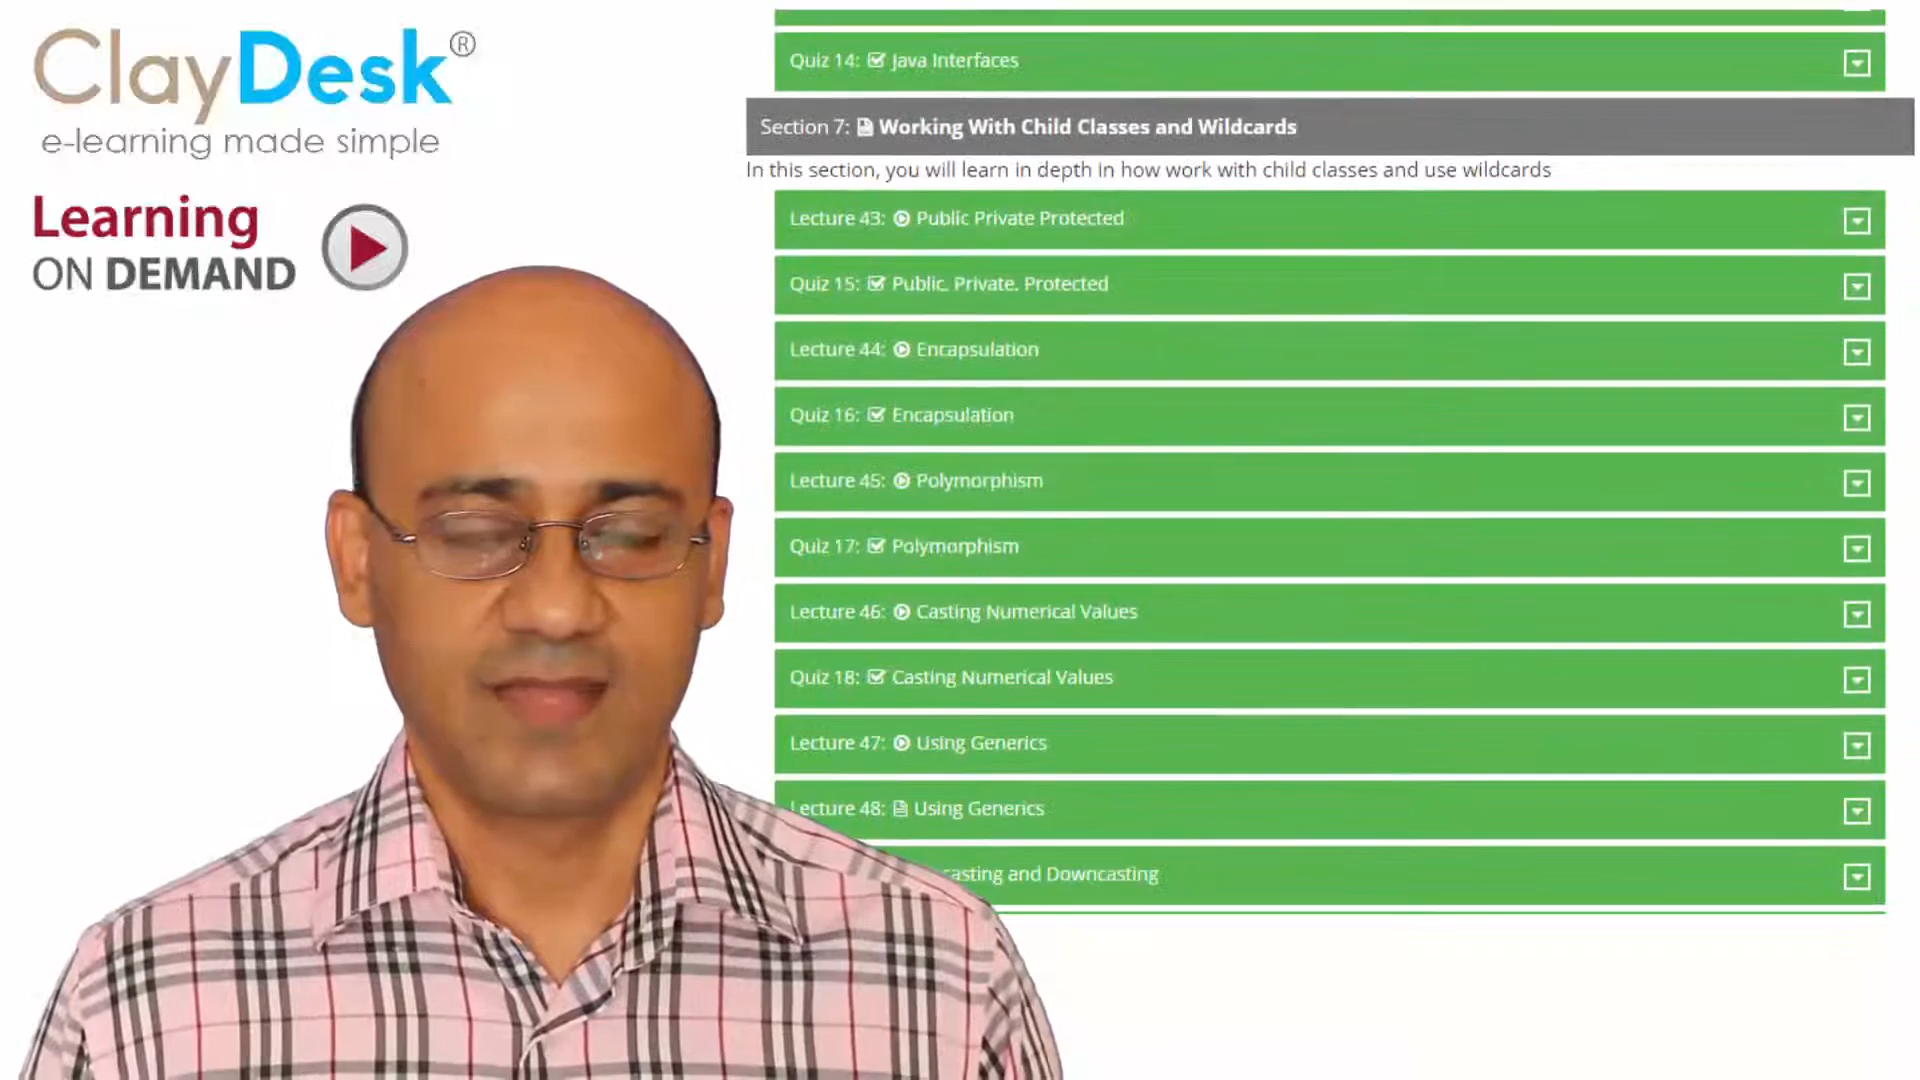 ClayDesk®
e-learning made simple
Learning
ON DEMAND
Quiz 14: Java Interfaces
Section 7: Working With Child Classes and Wildcards
In this section, you will learn in depth in how work with child classes and use wildcards
Lecture 43: Public Private Protected
Quiz 15: Public. Private. Protected
Lecture 44: Encapsulation
Quiz 16: Encapsulation
Lecture 45: Polymorphism
Quiz 17: Polymorphism
Lecture 46: Casting Numerical Values
Quiz 18: Casting Numerical Values
Lecture 47: Using Generics
Lecture 48: Using Generics
and Downcasting